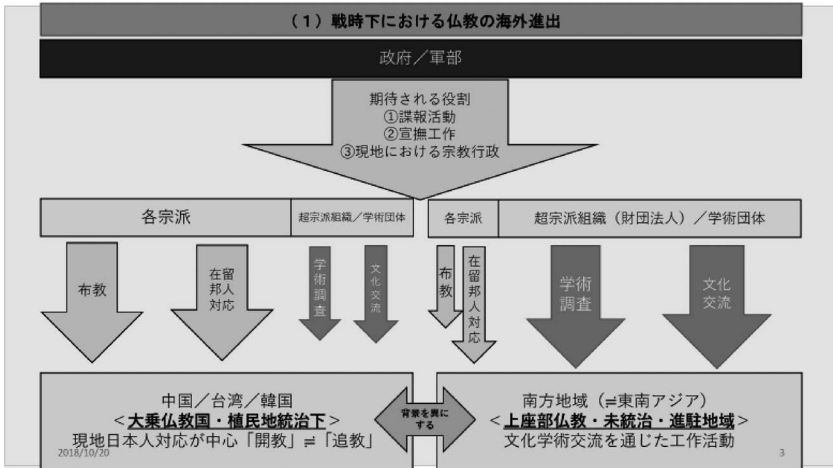 （１）戦時下における仏教の海外進出
政府／軍部
期待される役割
①諜報活動
②宣撫工作
③現地における宗教行政
各宗派
超宗派組織／学術団体
各宗派
超宗派組織（財団法人）／学術団体
布教
在留
邦人
対応
学術調査
文化交流
布教
在留邦人対応
学術
調査
文化
交流
中国／台湾／韓国
＜大乗仏教国・植民地統治下＞
現地日本人対応が中心「開教」≓「追教」
背景を異に
する
南方地域（≓東南アジア）
＜上座部仏教・未統治・進駐地域＞
文化学術交流を通じた工作活動
2018/10/20
3